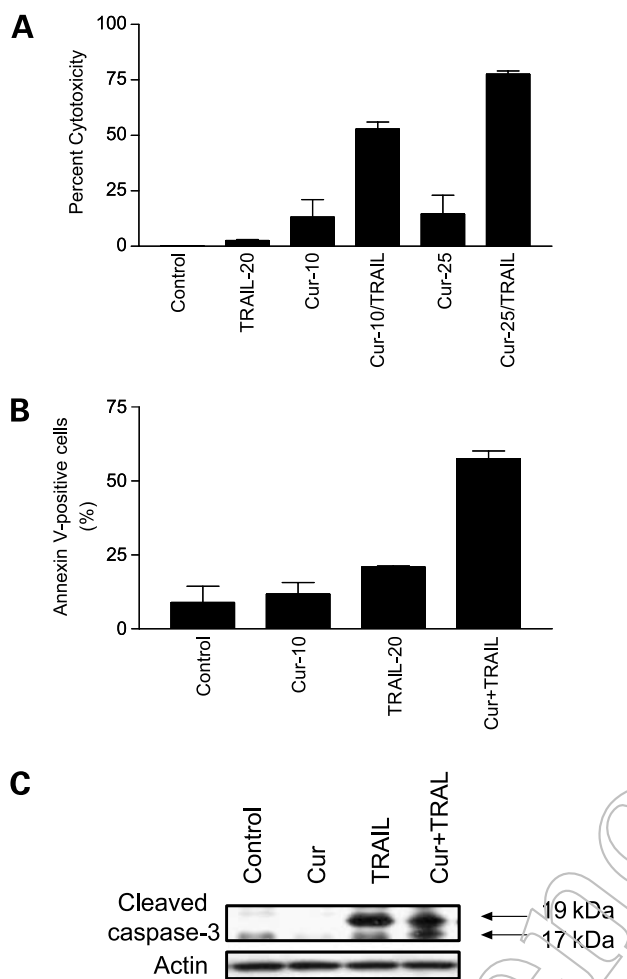 A
100
75
50
25
0
Percent Cytotoxicity
Control
TRAIL-20
Cur-10
Cur-10/TRAIL
Cur-25
Cur-25/TRAIL
B
75
50
25
0
Annexin V-positive cells
(%)
Control
Cur-10
TRAIL-20
Cur+TRAIL
C
Control
Cur
TRAIL
Cur+TRAL
Cleaved
caspase-3
19 kDa
17 kDa
Actin